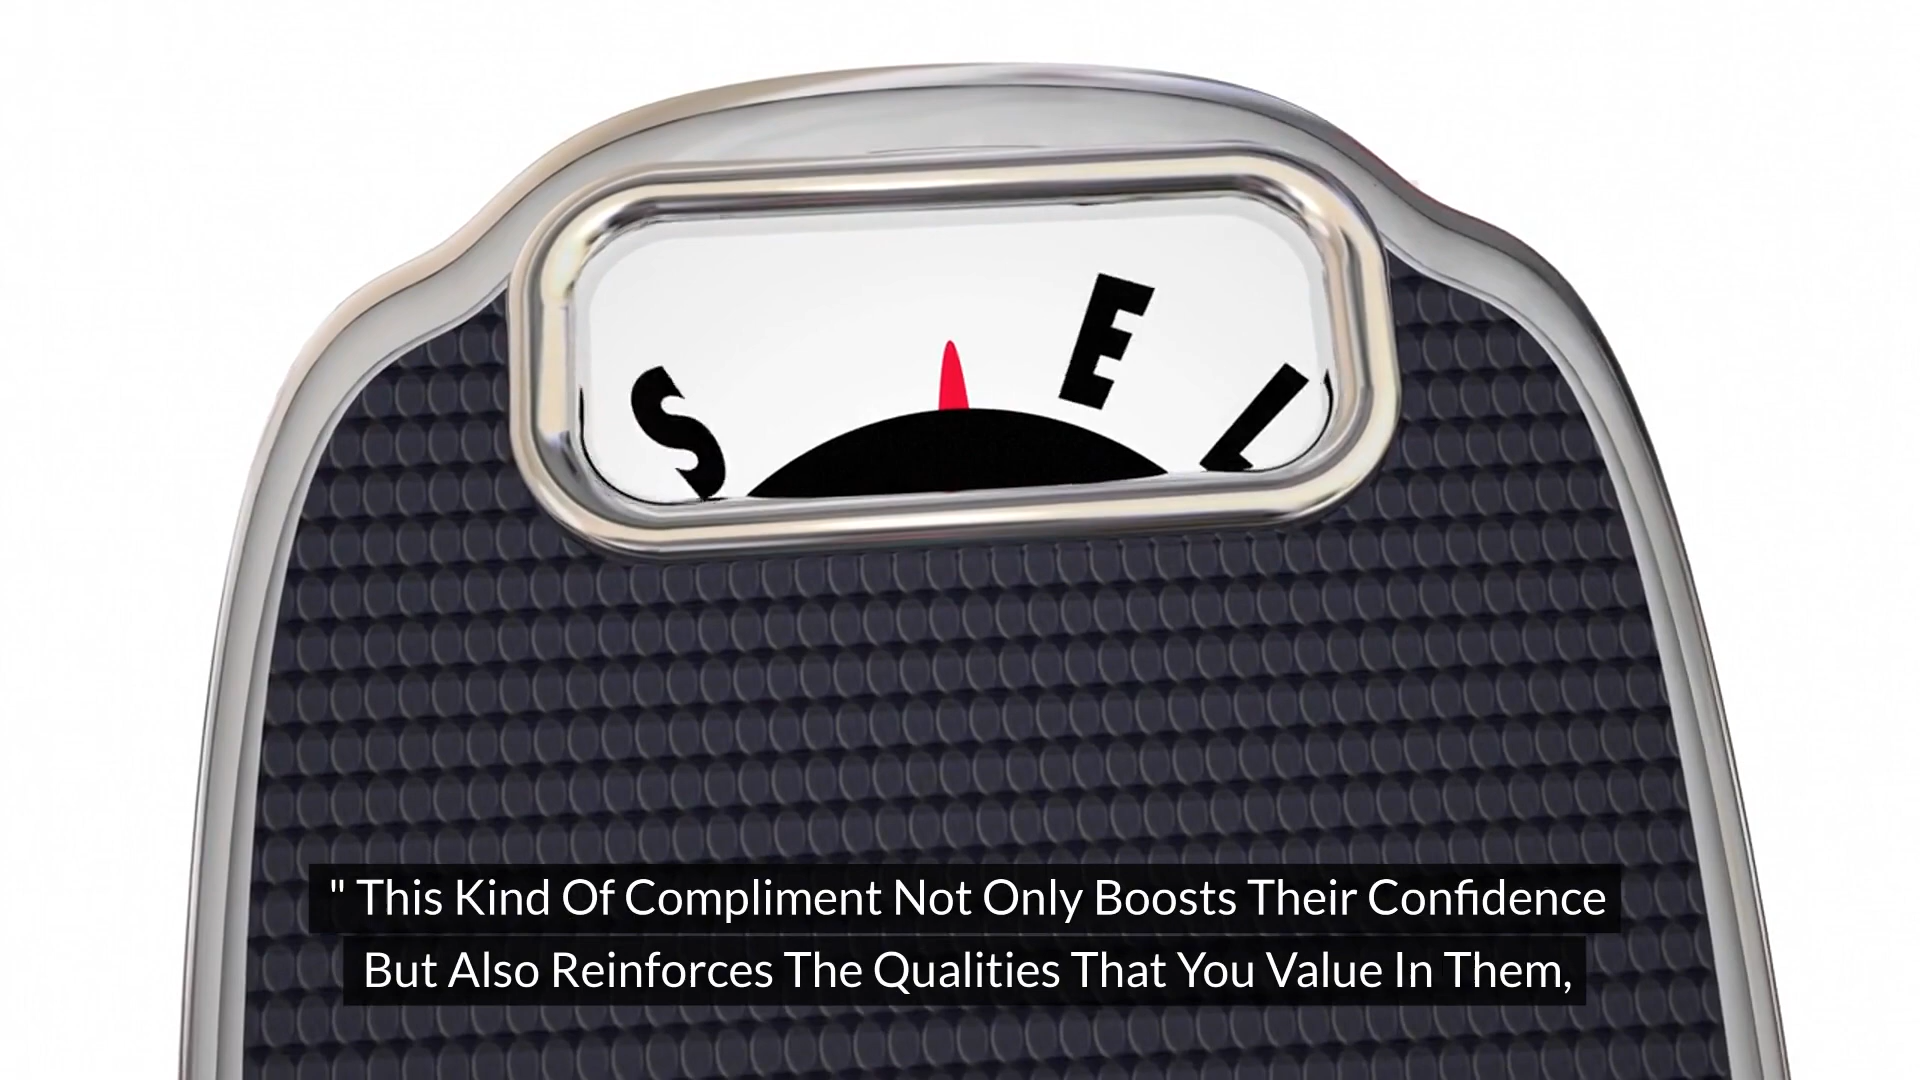 S E L
" This Kind Of Compliment Not Only Boosts Their Confidence
But Also Reinforces The Qualities That You Value In Them,